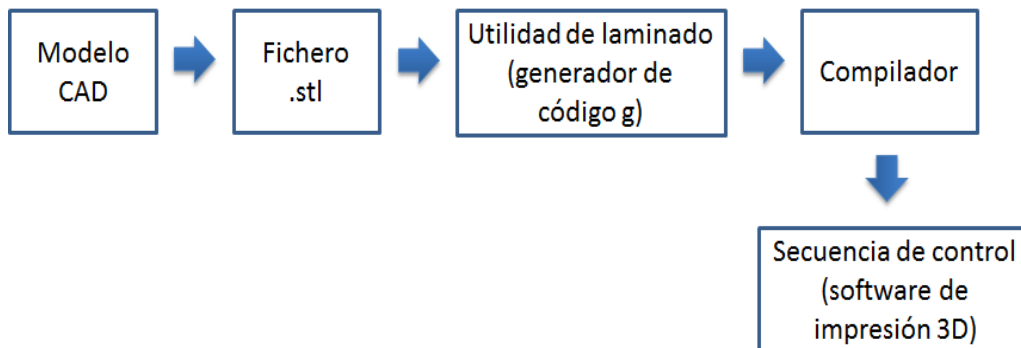 Modelo
CAD
Fichero
.stl
Utilidad de laminado
(generador de
código g)
Compilador
Secuencia de control
(software de
impresión 3D)